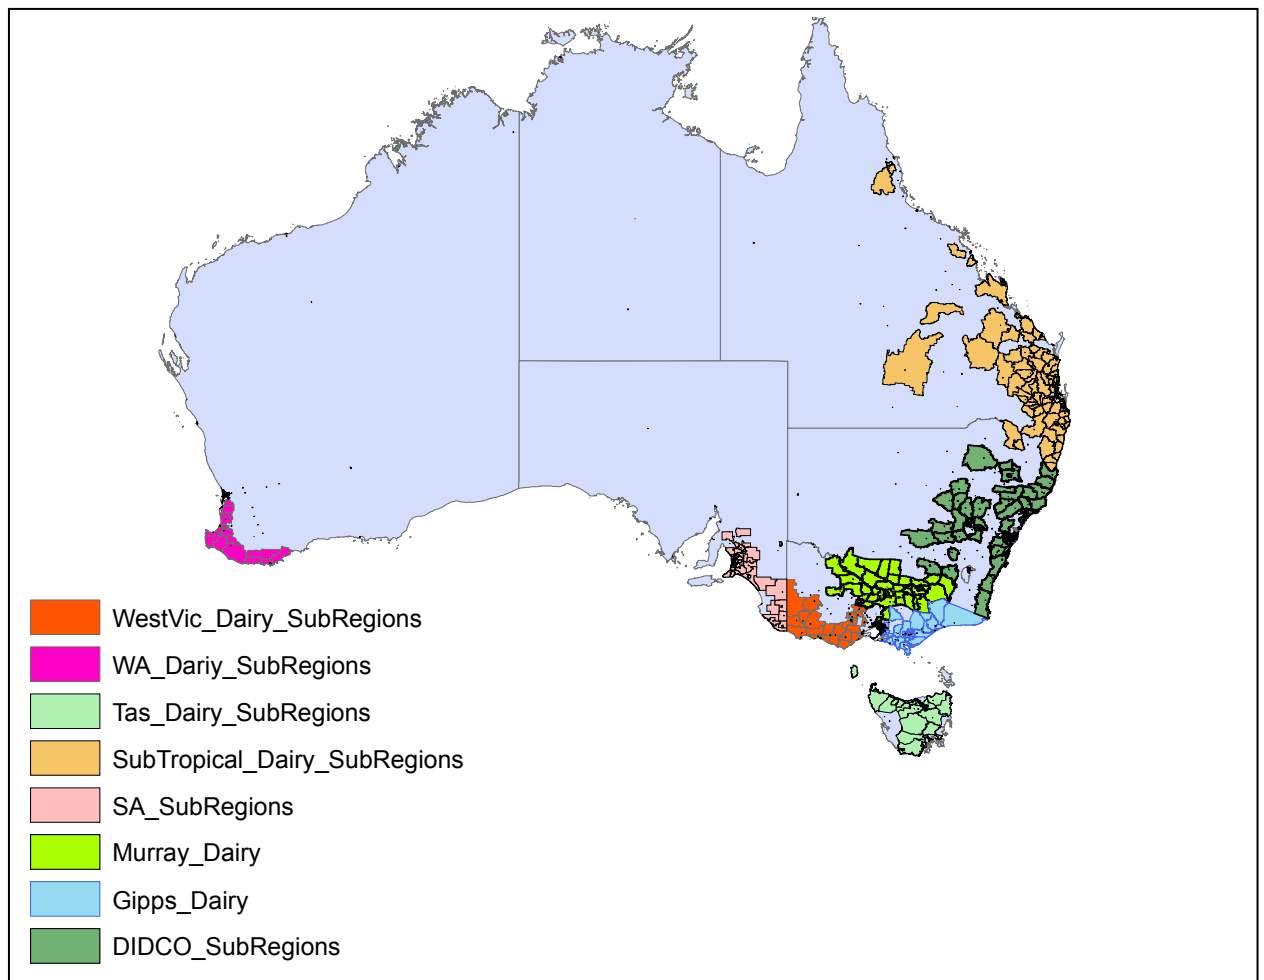 WestVic_Dairy_SubRegions
WA_Dariy_SubRegions
Tas_Dairy_SubRegions
SubTropical_Dairy_SubRegions
SA_SubRegions
Murray_Dairy
Gipps_Dairy
DIDCO_SubRegions